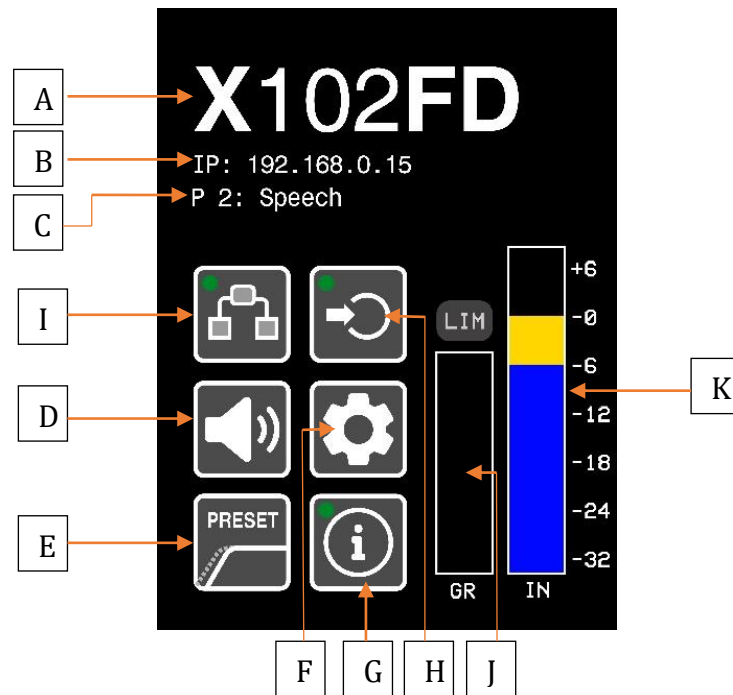 A
X102FD
B
IP: 192.168.0.15
C
P 2: Speech
I
LIM
+6
-0
-6
K
D
-12
-18
E
PRESET
i
-24
-32
GR
IN
F
G
H
J